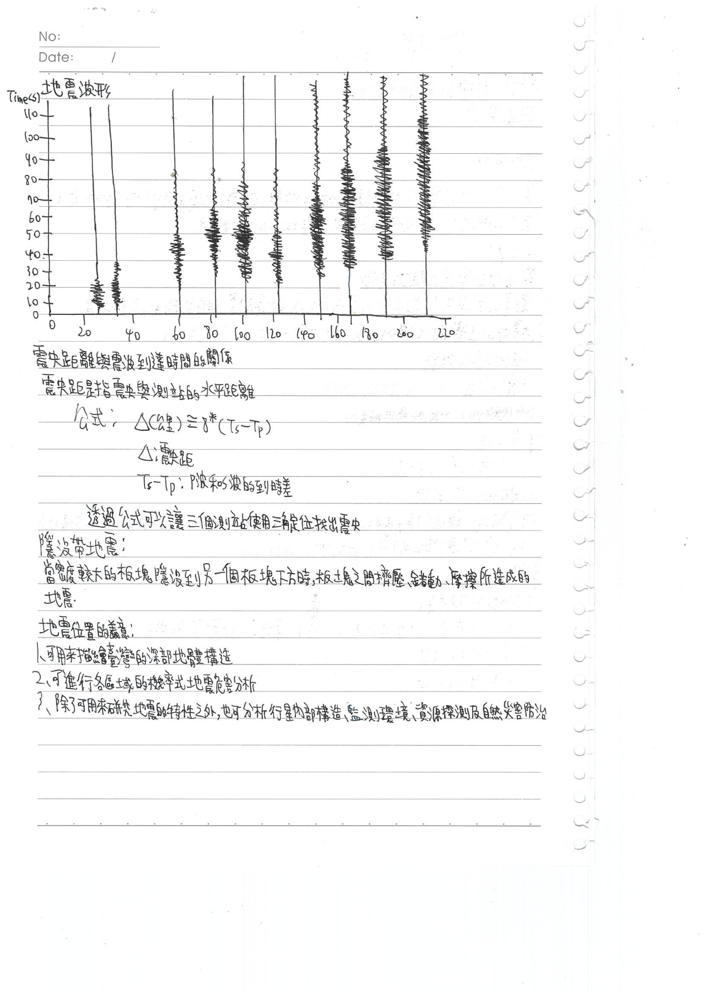 No:
Date: /
地震波形
Time(s)
110
100
90
80
70
60
50
40
30
20
10
0
0 20 40 60 80 100 120 140 160 180 200 220
震央距離與震波到達時間的關係
震央距是指震央與測站的水平距離
公式: Δ(公里)≅8*(Ts-Tp)
Δ:震央距
Ts-Tp: P波和S波的到時差
透過公式可以讓三個測站使用三角定位找出震央
隱沒帶地震:
當密度較大的板塊隱沒到另一個板塊下方時,板塊之間擠壓、錯動、摩擦所造成的
地震.
地震位置的義意:
1、可用來描繪臺灣的深部地體構造
2、可進行各區域的機率式地震危害分析
3、除了可用來研究地震的特性之外,也可分析行星內部構造、監測環境、資源探測及自然災害防治